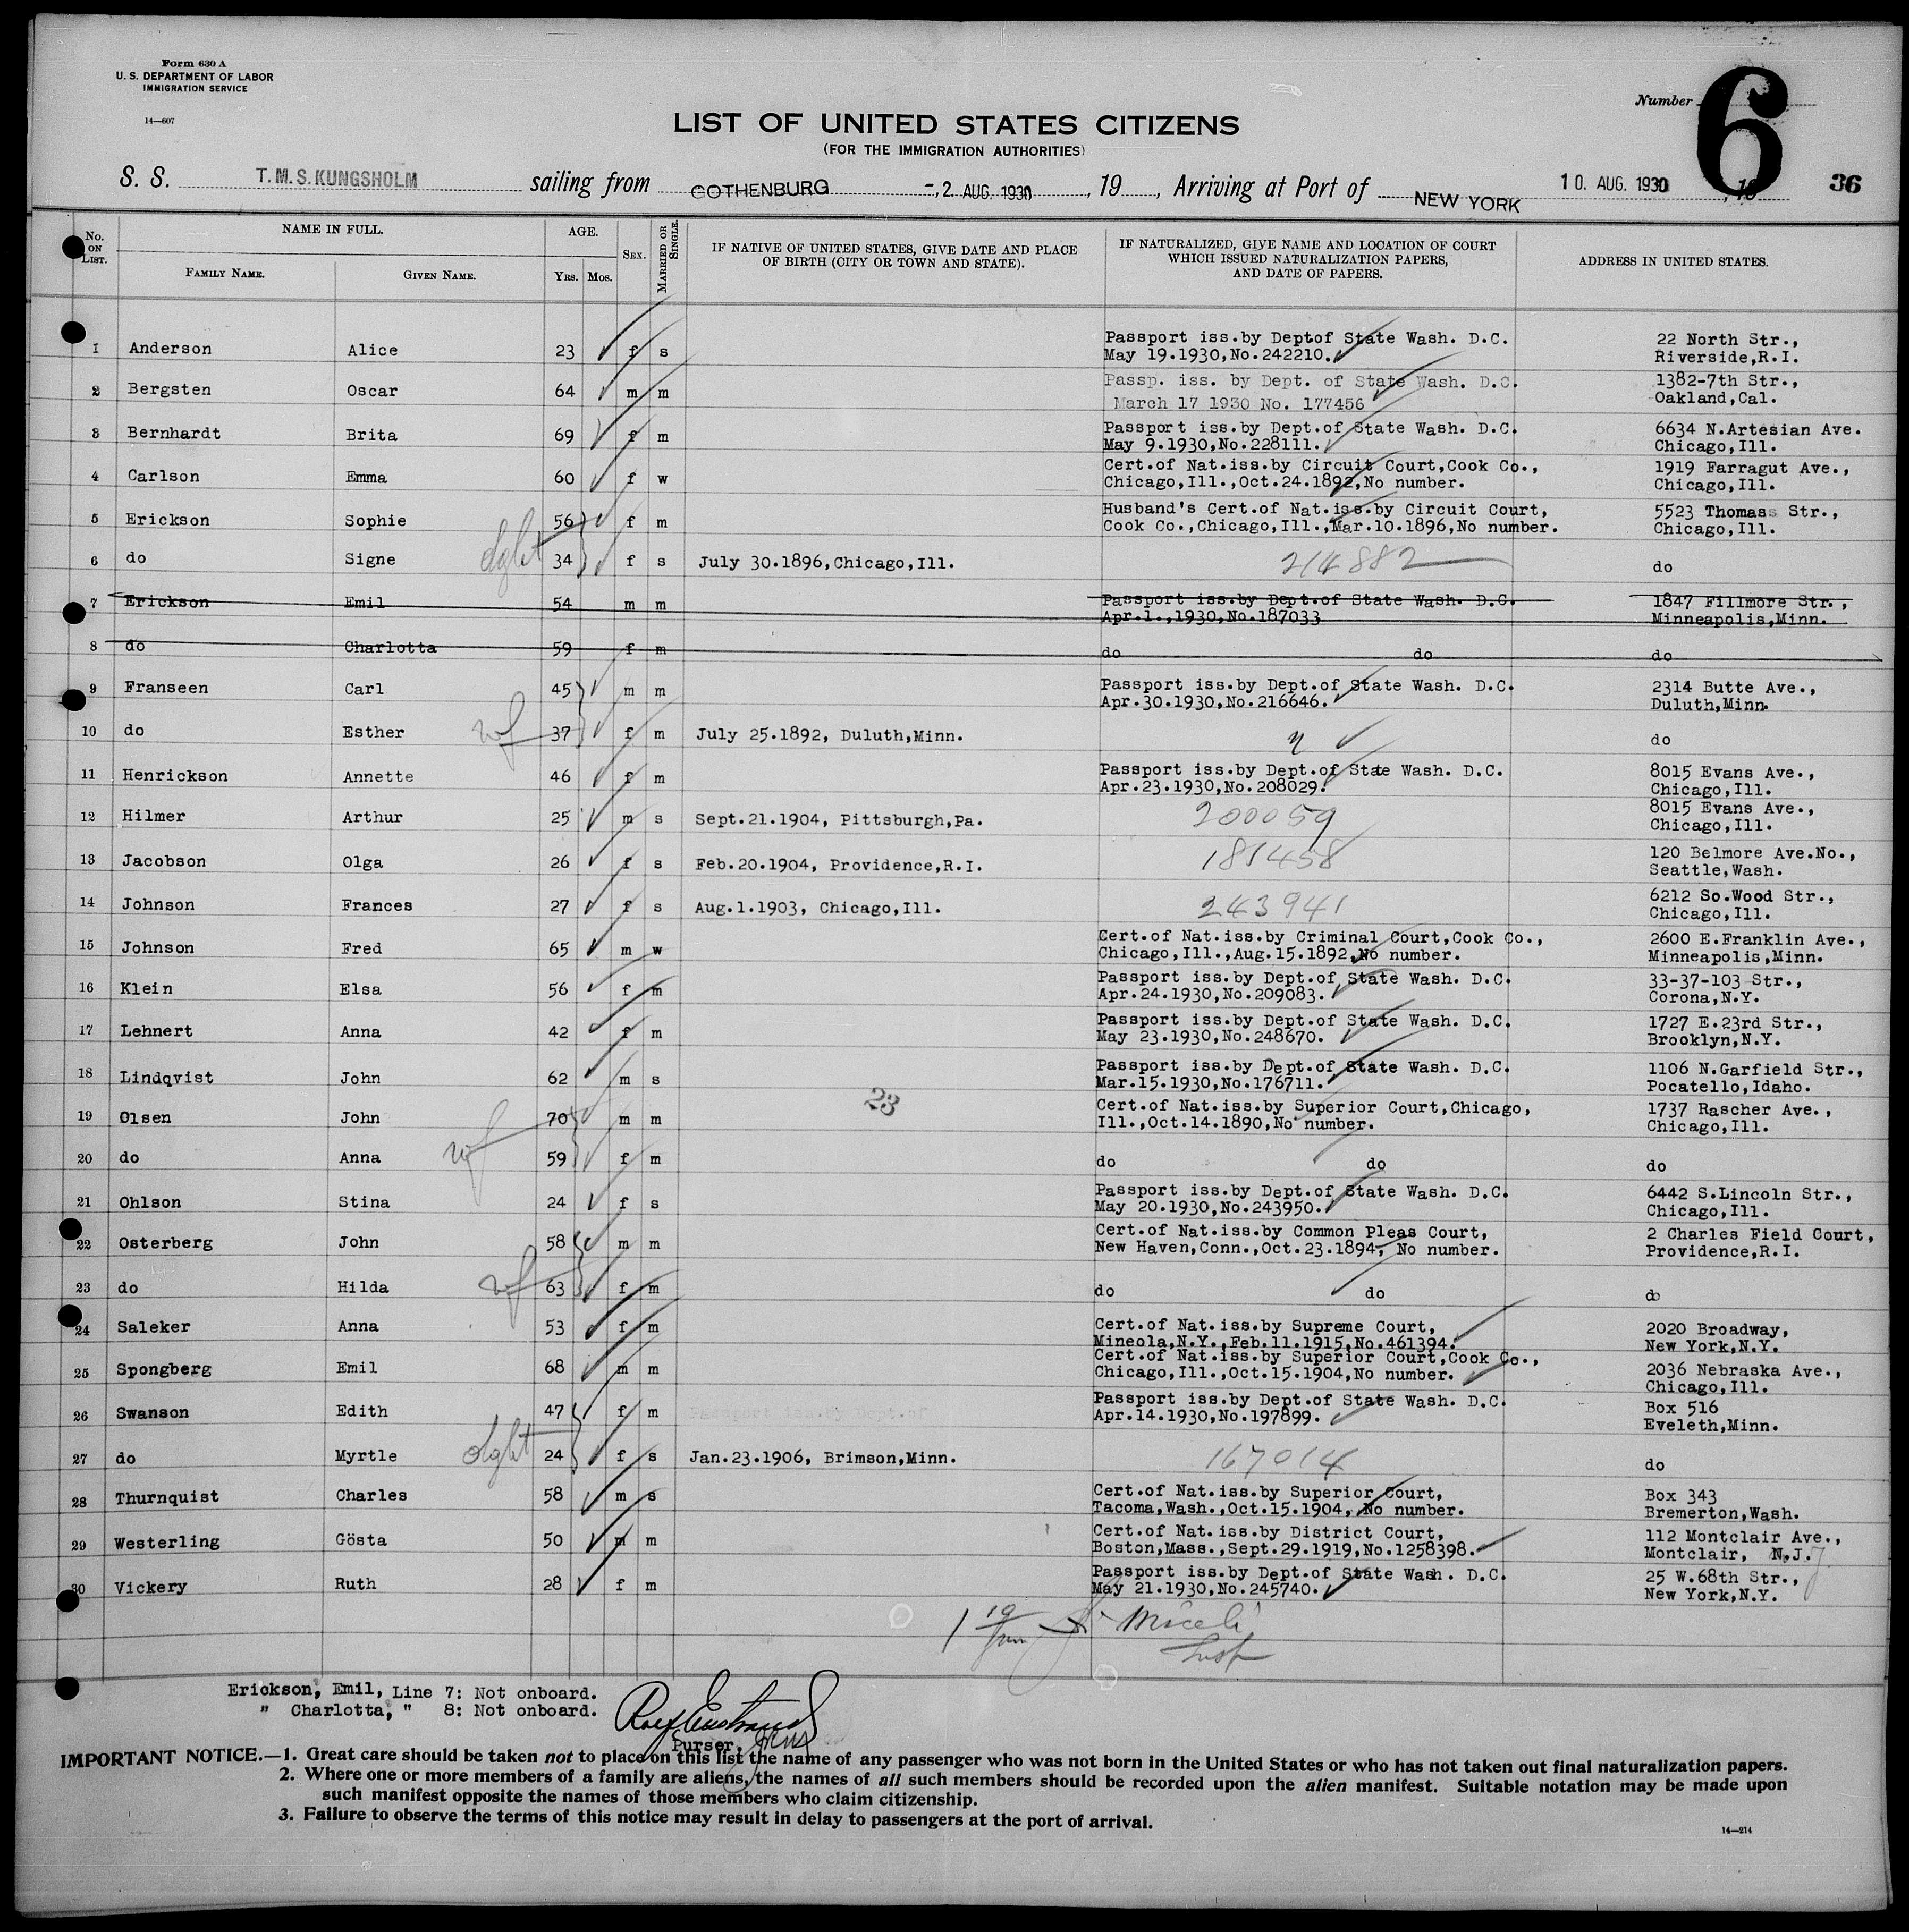 Form 630 A
U. S. DEPARTMENT OF LABOR
IMMIGRATION SERVICE
14—607
Number 6
LIST OF UNITED STATES CITIZENS
(FOR THE IMMIGRATION AUTHORITIES)
S. S. T.M.S.KUNGSHOLM sailing from GOTHENBURG -,2. AUG. 1930, 19 , Arriving at Port of NEW YORK 10. AUG. 1930, 19 36
No. ON LIST. NAME IN FULL. AGE. SEX. MARRIED OR SINGLE. IF NATIVE OF UNITED STATES, GIVE DATE AND PLACE OF BIRTH (CITY OR TOWN AND STATE). IF NATURALIZED, GIVE NAME AND LOCATION OF COURT WHICH ISSUED NATURALIZATION PAPERS, AND DATE OF PAPERS. ADDRESS IN UNITED STATES.
FAMILY NAME. GIVEN NAME. YRS. MOS.
1 Anderson Alice 23 f s Passport iss.by Deptof State Wash. D.C. 22 North Str.,
May 19.1930,No.242210. Riverside,R.I.
2 Bergsten Oscar 64 m m Passp. iss. by Dept. of State Wash. D.C. 1382-7th Str.,
March 17 1930 No. 177456 Oakland,Cal.
3 Bernhardt Brita 69 f m Passport iss.by Dept.of State Wash. D.C. 6634 N.Artesian Ave.
May 9.1930,No.228111. Chicago,Ill.
4 Carlson Emma 60 f w Cert.of Nat.iss.by Circuit Court,Cook Co., 1919 Farragut Ave.,
Chicago,Ill.,Oct.24.1892,No number. Chicago,Ill.
5 Erickson Sophie 56 f m Husband's Cert.of Nat.iss.by Circuit Court, 5523 Thomass Str.,
Cook Co.,Chicago,Ill.,Mar.10.1896,No number. Chicago,Ill.
6 do Signe dght 34 f s July 30.1896,Chicago,Ill. 214882 do
7 Erickson Emil 54 m m Passport iss.by Dept.of State Wash. D.C. 1847 Fillmore Str.,
Apr.1.,1930,No.187033 Minneapolis,Minn.
8 do Charlotta 59 f m do do do
9 Franseen Carl 45 m m Passport iss.by Dept.of State Wash. D.C. 2314 Butte Ave.,
Apr.30.1930,No.216646. Duluth,Minn.
10 do Esther wf 37 f m July 25.1892, Duluth,Minn. do
11 Henrickson Annette 46 f m Passport iss.by Dept.of State Wash. D.C. 8015 Evans Ave.,
Apr.23.1930,No.208029. Chicago,Ill.
12 Hilmer Arthur 25 m s Sept.21.1904, Pittsburgh,Pa. 200059 8015 Evans Ave.,
Chicago,Ill.
13 Jacobson Olga 26 f s Feb.20.1904, Providence,R.I. 181458 120 Belmore Ave.No.,
Seattle,Wash.
14 Johnson Frances 27 f s Aug.1.1903, Chicago,Ill. 243941 6212 So.Wood Str.,
Chicago,Ill.
15 Johnson Fred 65 m w Cert.of Nat.iss.by Criminal Court,Cook Co., 2600 E.Franklin Ave.,
Chicago,Ill.,Aug.15.1892,No number. Minneapolis,Minn.
16 Klein Elsa 56 f m Passport iss.by Dept.of State Wash. D.C. 33-37-103 Str.,
Apr.24.1930,No.209083. Corona,N.Y.
17 Lehnert Anna 42 f m Passport iss.by Dept.of State Wash. D.C. 1727 E.23rd Str.,
May 23.1930,No.248670. Brooklyn,N.Y.
18 Lindqvist John 62 m s Passport iss.by Dept.of State Wash. D.C. 1106 N.Garfield Str.,
Mar.15.1930,No.176711. Pocatello,Idaho.
23
19 Olsen John 70 m m Cert.of Nat.iss.by Superior Court,Chicago, 1737 Rascher Ave.,
Ill.,Oct.14.1890,No number. Chicago,Ill.
20 do Anna wf 59 f m do do do
21 Ohlson Stina 24 f s Passport iss.by Dept.of State Wash. D.C. 6442 S.Lincoln Str.,
May 20.1930,No.243950. Chicago,Ill.
22 Osterberg John 58 m m Cert.of Nat.iss.by Common Pleas Court, 2 Charles Field Court,
New Haven,Conn.,Oct.23.1894, No number. Providence,R.I.
23 do Hilda wf 63 f m do do do
24 Saleker Anna 53 f m Cert.of Nat.iss.by Supreme Court, 2020 Broadway,
Mineola,N.Y.,Feb.11.1915,No.461394. New York,N.Y.
25 Spongberg Emil 68 m m Cert.of Nat.iss.by Superior Court,Cook Co., 2036 Nebraska Ave.,
Chicago,Ill.,Oct.15.1904,No number. Chicago,Ill.
26 Swanson Edith 47 f m Passport iss.by Dept.of Passport iss.by Dept.of State Wash. D.C. Box 516
Apr.14.1930,No.197899. Eveleth,Minn.
27 do Myrtle dght 24 f s Jan.23.1906, Brimson,Minn. 167014 do
28 Thurnquist Charles 58 m s Cert.of Nat.iss.by Superior Court, Box 343
Tacoma,Wash.,Oct.15.1904, No number. Bremerton,Wash.
29 Westerling Gösta 50 m m Cert.of Nat.iss.by District Court, 112 Montclair Ave.,
Boston,Mass.,Sept.29.1919,No.1258398. Montclair, N.J.
30 Vickery Ruth 28 f m Passport iss.by Dept.of State Wash. D.C. 25 W.68th Str.,
May 21.1930,No.245740. New York,N.Y.
Miceli
Insp
Erickson, Emil, Line 7: Not onboard.
" Charlotta, " 8: Not onboard.
Purser.
IMPORTANT NOTICE.—1. Great care should be taken not to place on this list the name of any passenger who was not born in the United States or who has not taken out final naturalization papers.
2. Where one or more members of a family are aliens, the names of all such members should be recorded upon the alien manifest. Suitable notation may be made upon
such manifest opposite the names of those members who claim citizenship.
3. Failure to observe the terms of this notice may result in delay to passengers at the port of arrival.
14—214